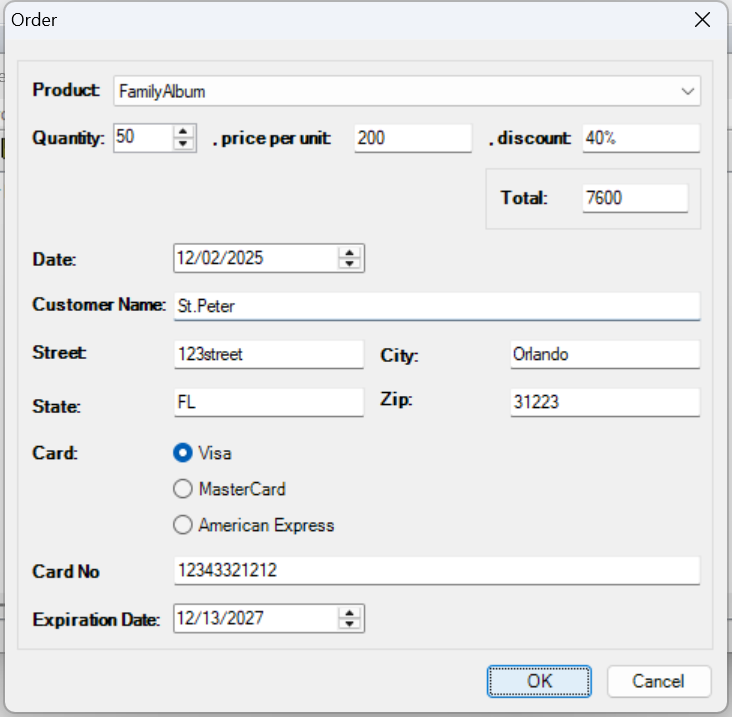 Order
Product: FamilyAlbum
Quantity: 50 , price per unit: 200 , discount: 40%
Total: 7600
Date: 12/02/2025
Customer Name: St.Peter
Street: 123street City: Orlando
State: FL Zip: 31223
Card: Visa
MasterCard
American Express
Card No 12343321212
Expiration Date: 12/13/2027
OK Cancel